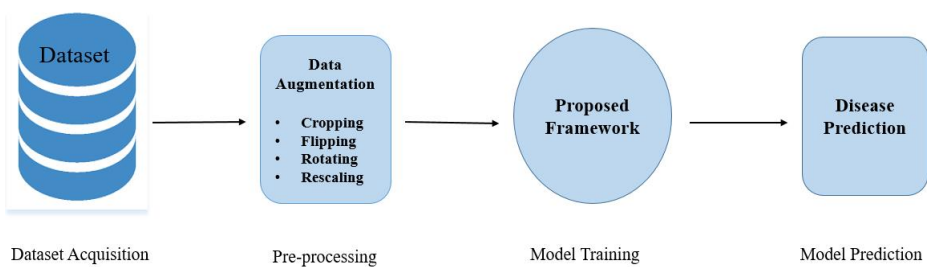 Dataset
Data
Augmentation
• Cropping
• Flipping
• Rotating
• Rescaling
Proposed
Framework
Disease
Prediction
Dataset Acquisition
Pre-processing
Model Training
Model Prediction